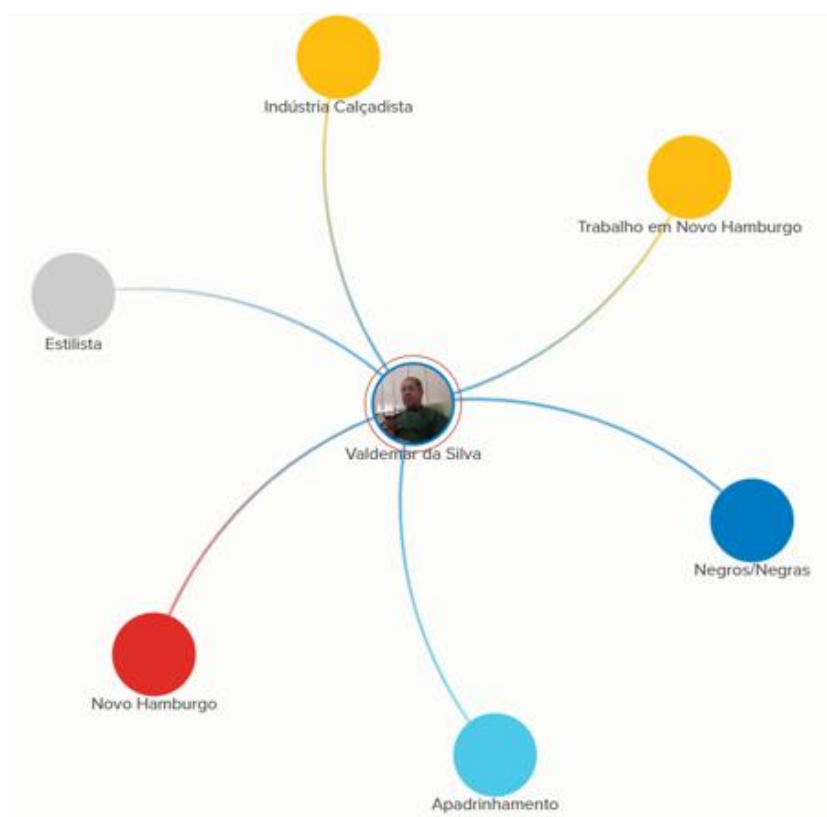 Indústria Calçadista
Trabalho em Novo Hamburgo
Estilista
Valdemar da Silva
Negros/Negras
Novo Hamburgo
Apadrinhamento